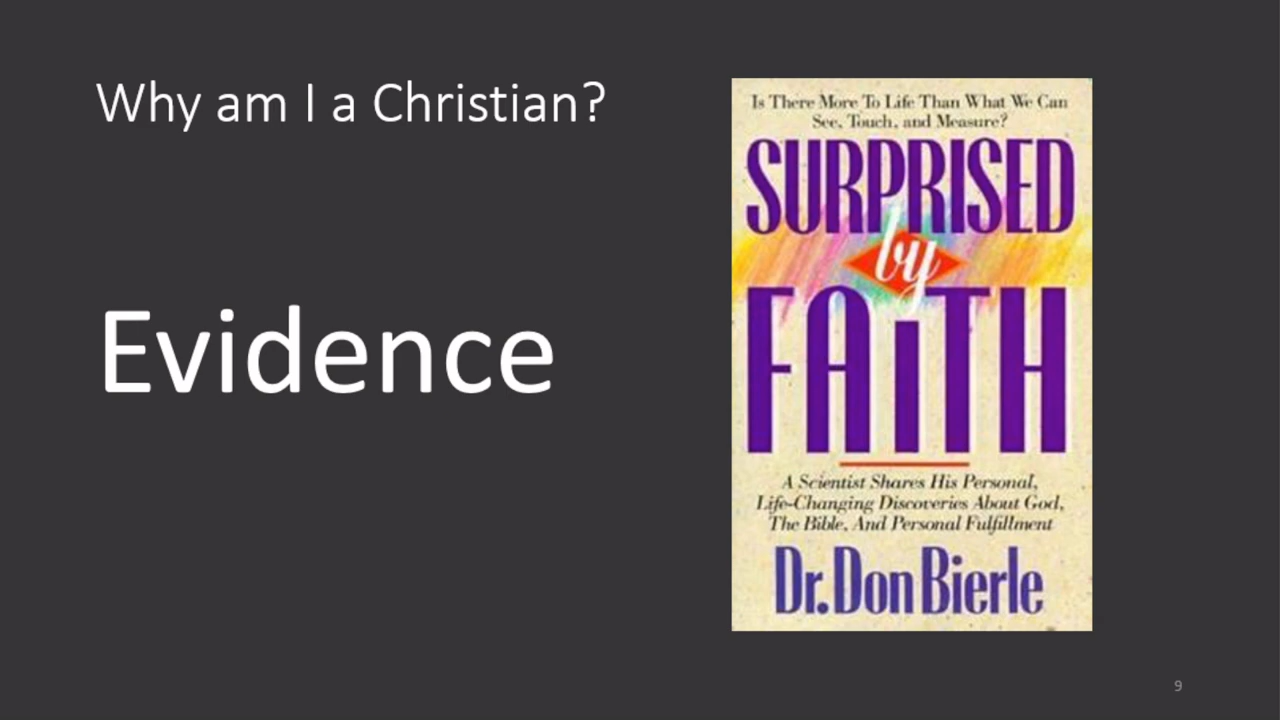 Why am I a Christian?
Evidence
Is There More To Life Than What We Can
See, Touch, and Measure?
SURPRISED
by
FAITH
A Scientist Shares His Personal,
Life-Changing Discoveries About God,
The Bible, And Personal Fulfillment
Dr. Don Bierle
9